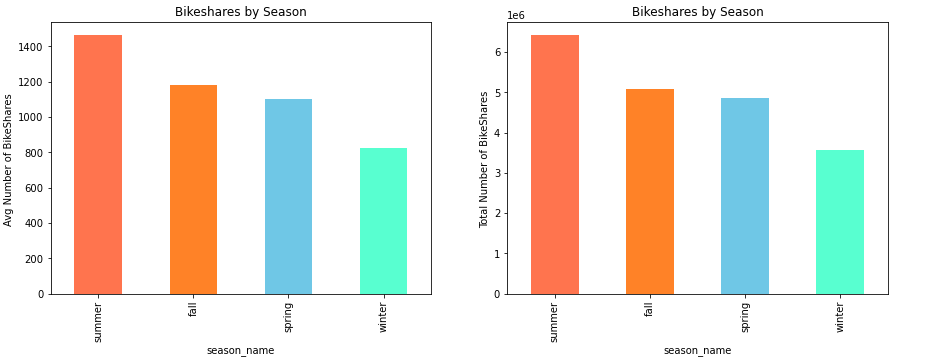 Bikeshares by Season
Avg Number of BikeShares
1400
1200
1000
800
600
400
200
0
summer
fall
spring
winter
season_name
Bikeshares by Season
1e6
Total Number of BikeShares
6
5
4
3
2
1
0
summer
fall
spring
winter
season_name